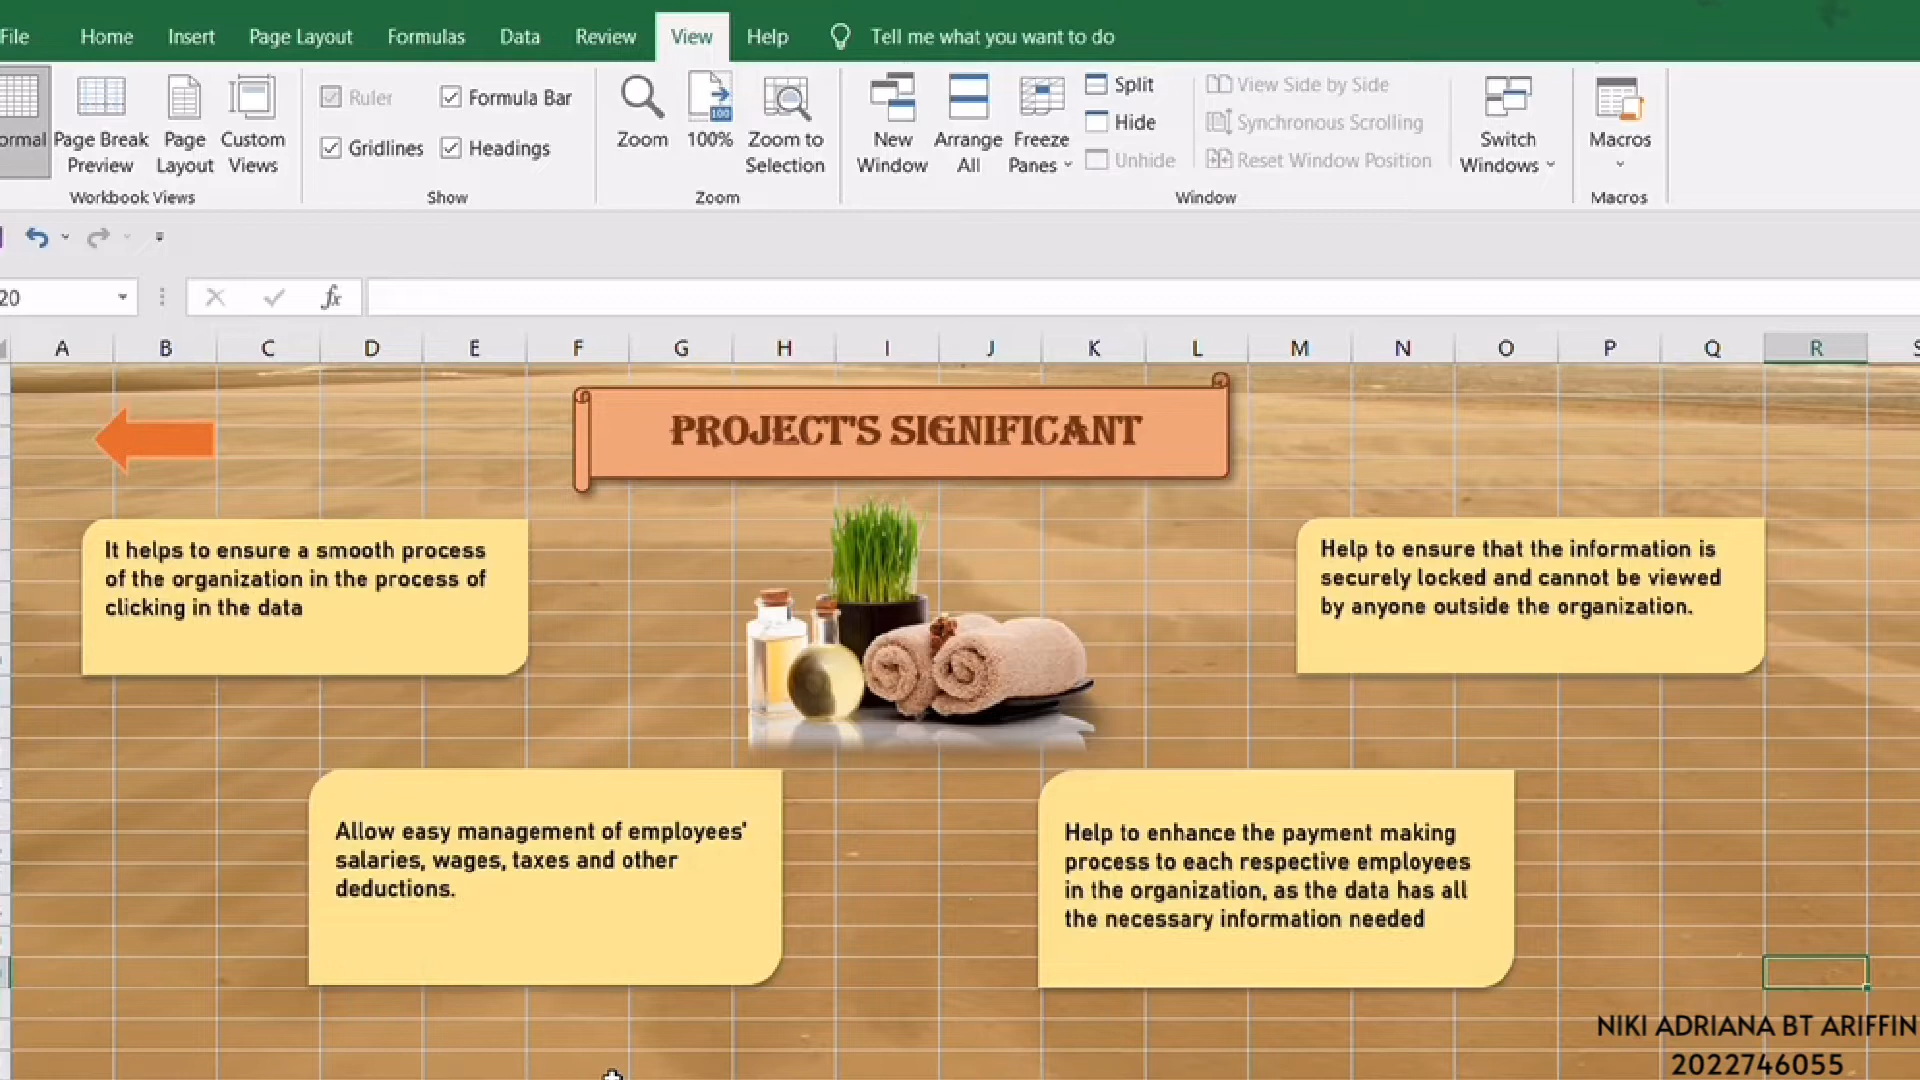 File Home Insert Page Layout Formulas Data Review View Help Tell me what you want to do
Ruler Formula Bar
Gridlines Headings
Page Break Preview
Page Layout
Custom Views
Workbook Views
Show
Zoom
100%
Zoom to Selection
Zoom
New Window
Arrange All
Freeze Panes
Split
Hide
Unhide
View Side by Side
Synchronous Scrolling
Reset Window Position
Window
Switch Windows
Macros
Macros
20
fx
A B C D E F G H I J K L M N O P Q R
PROJECT'S SIGNIFICANT
It helps to ensure a smooth process
of the organization in the process of
clicking in the data
Help to ensure that the information is
securely locked and cannot be viewed
by anyone outside the organization.
Allow easy management of employees'
salaries, wages, taxes and other
deductions.
Help to enhance the payment making
process to each respective employees
in the organization, as the data has all
the necessary information needed
NIKI ADRIANA BT ARIFFIN
2022746055